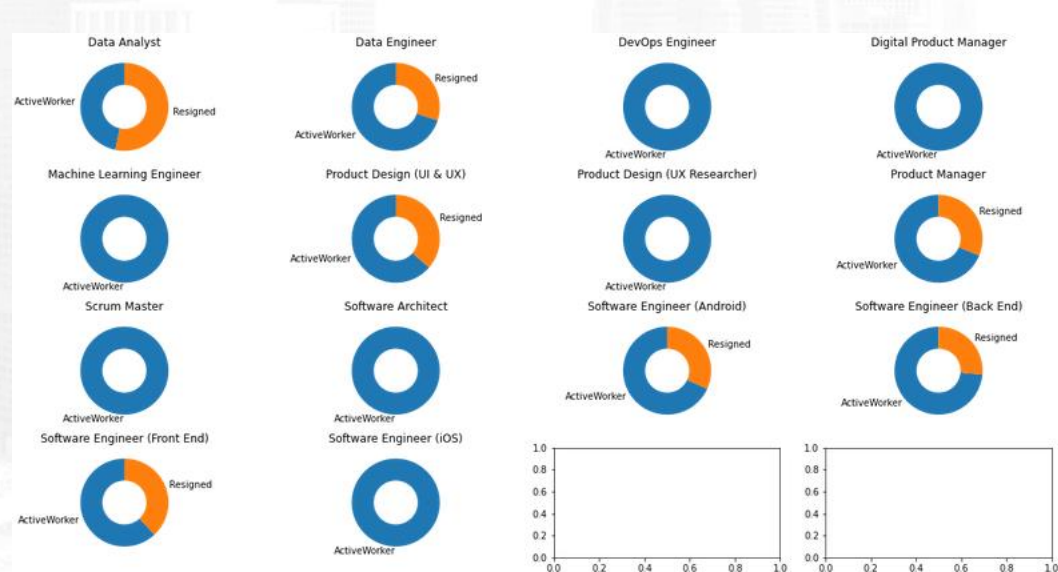 Data Analyst
Data Engineer
DevOps Engineer
Digital Product Manager
ActiveWorker
Resigned
Resigned
ActiveWorker
ActiveWorker
ActiveWorker
Machine Learning Engineer
Product Design (UI & UX)
Product Design (UX Researcher)
Product Manager
ActiveWorker
Resigned
ActiveWorker
ActiveWorker
Resigned
ActiveWorker
Scrum Master
Software Architect
Software Engineer (Android)
Software Engineer (Back End)
ActiveWorker
ActiveWorker
Resigned
ActiveWorker
Resigned
ActiveWorker
Software Engineer (Front End)
Software Engineer (iOS)
Resigned
ActiveWorker
ActiveWorker
1.0
0.8
0.6
0.4
0.2
0.0
0.0 0.2 0.4 0.6 0.8 1.0
1.0
0.8
0.6
0.4
0.2
0.0
0.0 0.2 0.4 0.6 0.8 1.0